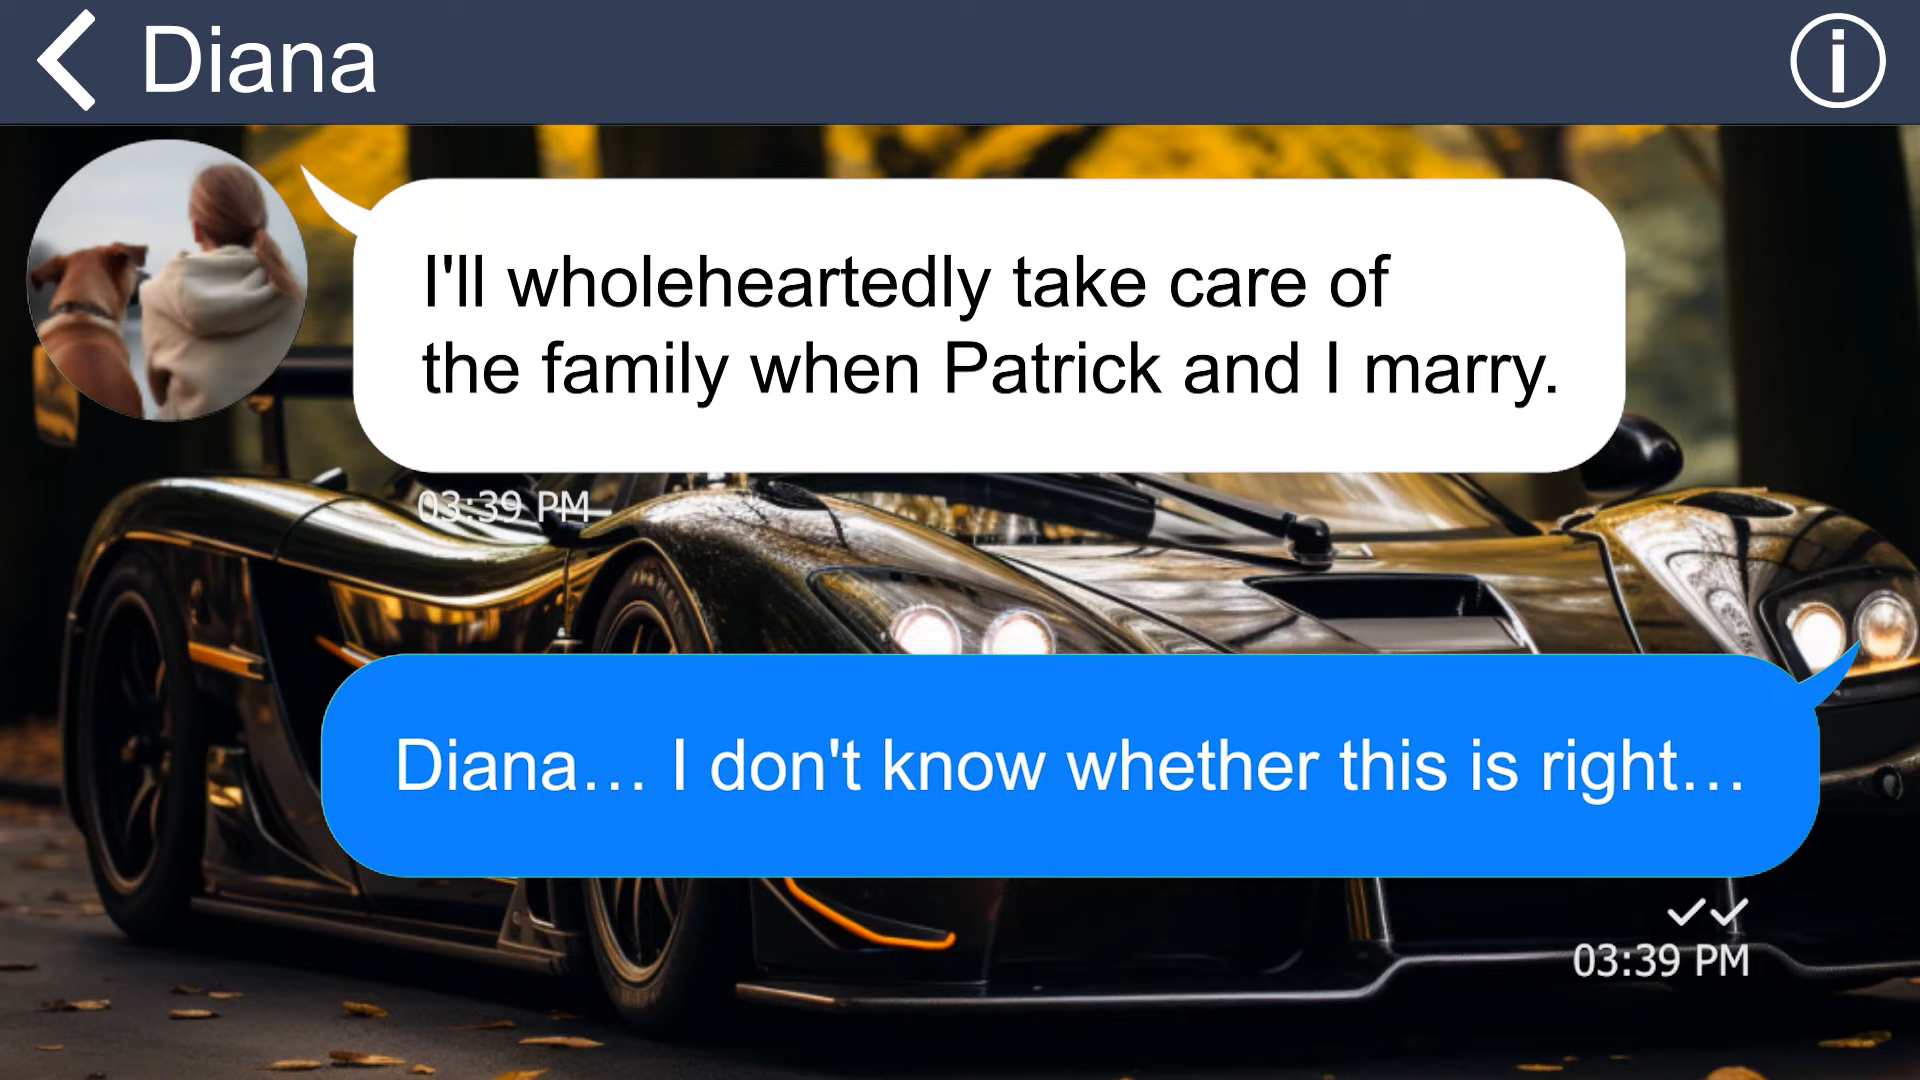 Diana
I'll wholeheartedly take care of
the family when Patrick and I marry.
03:39 PM
Diana… I don't know whether this is right…
03:39 PM